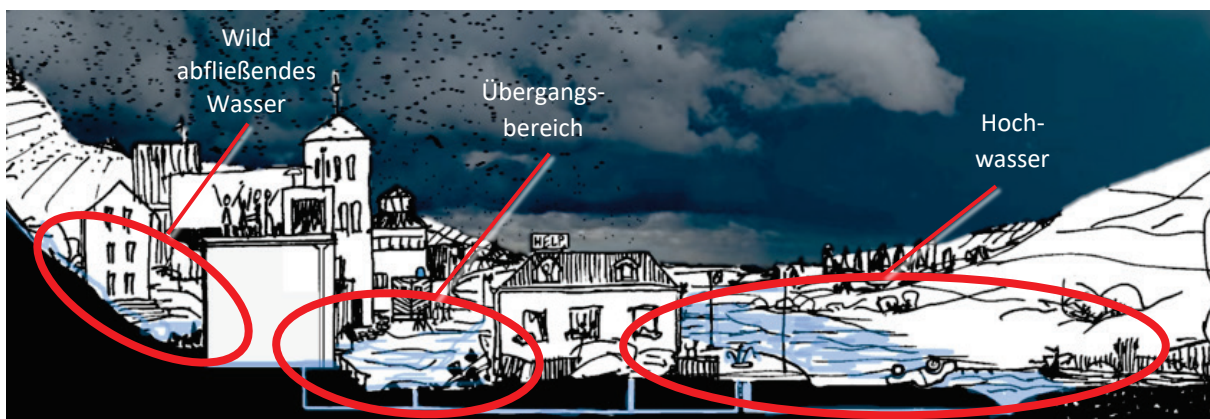 Wild
abfließendes
Wasser
Übergangs-
bereich
Hoch-
wasser
HELP